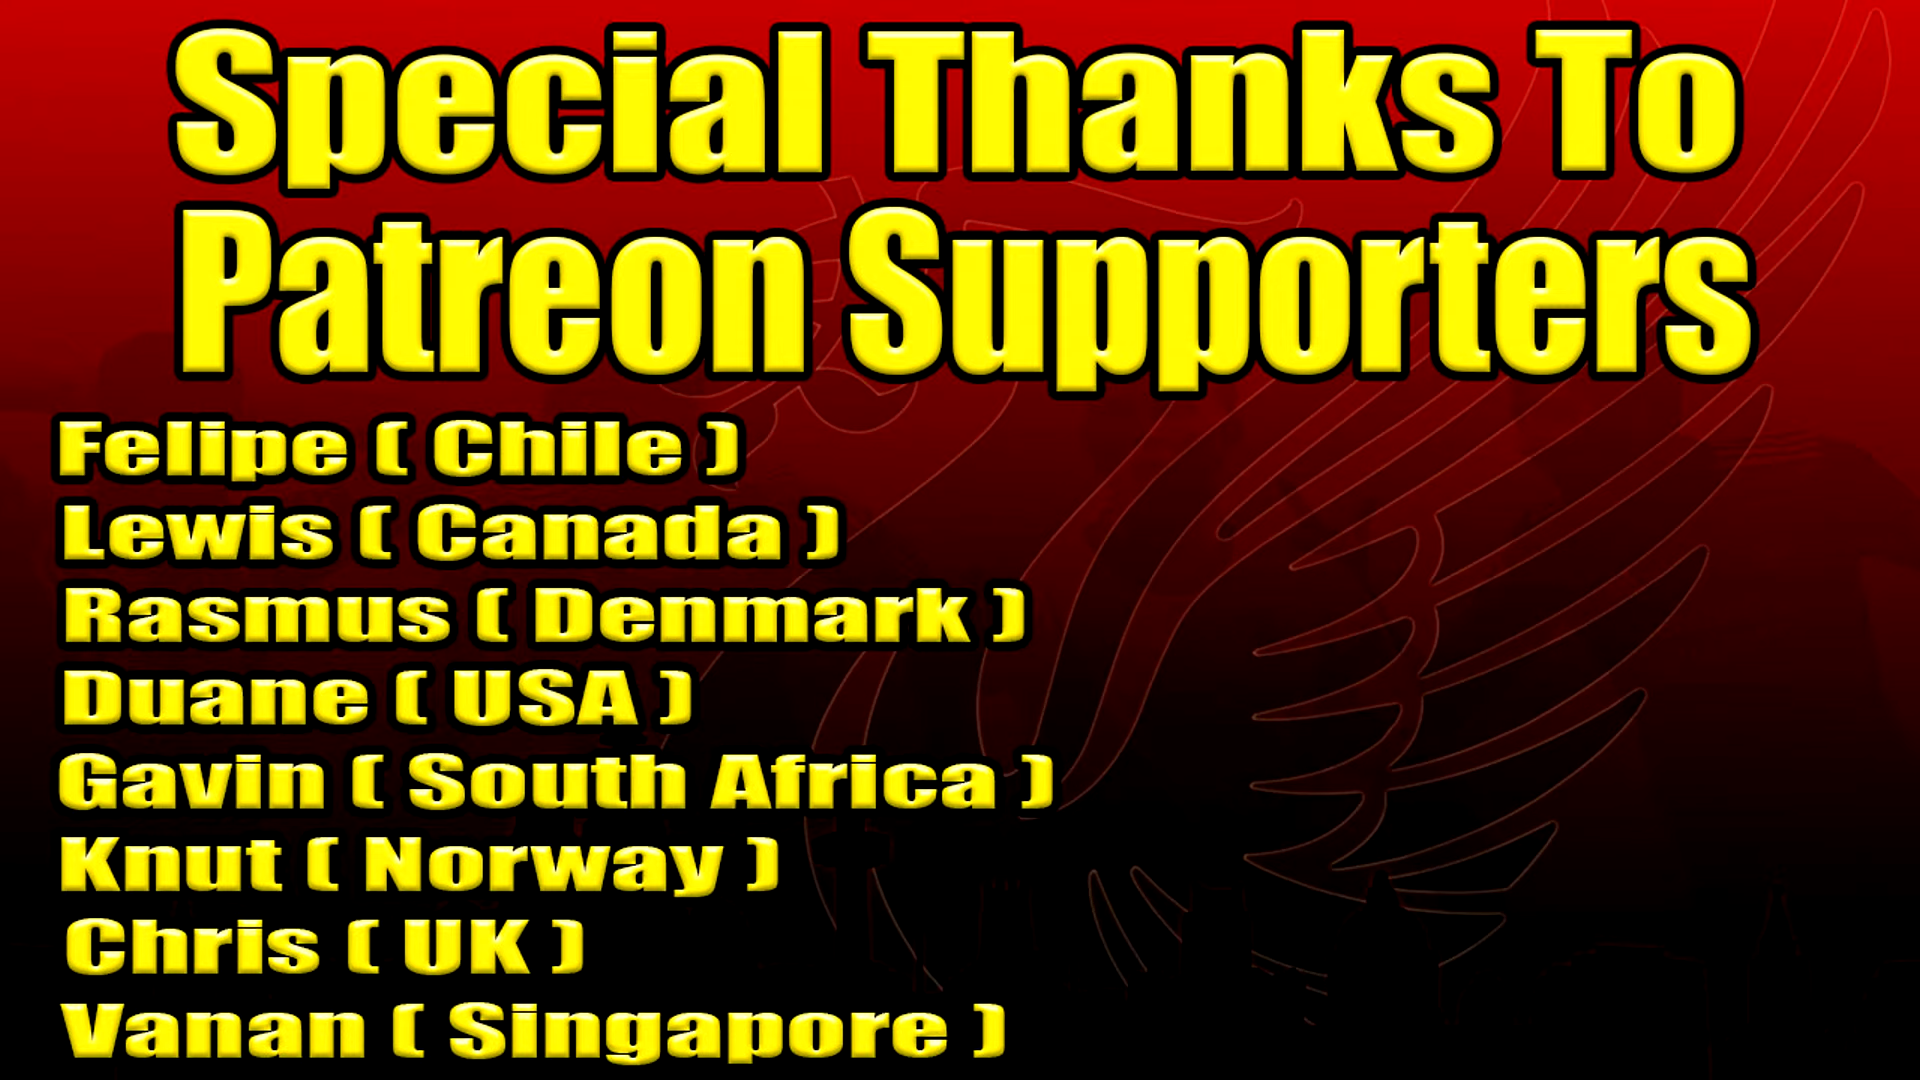 Special Thanks To
Patreon Supporters
Felipe ( Chile )
Lewis ( Canada )
Rasmus ( Denmark )
Duane ( USA )
Gavin ( South Africa )
Knut ( Norway )
Chris ( UK )
Vanan ( Singapore )